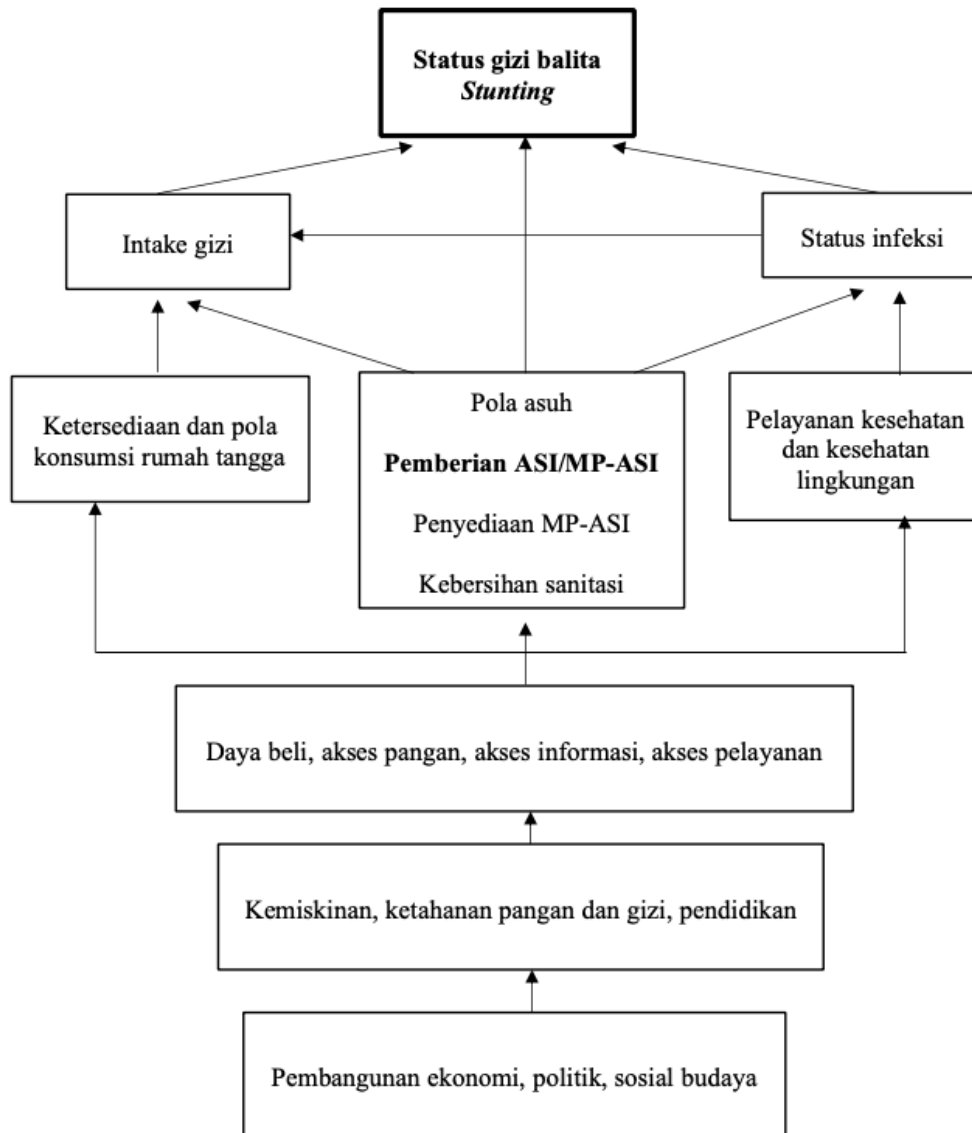 Status gizi balita
Stunting
Intake gizi
Status infeksi
Ketersediaan dan pola
konsumsi rumah tangga
Pola asuh
Pemberian ASI/MP-ASI
Penyediaan MP-ASI
Kebersihan sanitasi
Pelayanan kesehatan
dan kesehatan
lingkungan
Daya beli, akses pangan, akses informasi, akses pelayanan
Kemiskinan, ketahanan pangan dan gizi, pendidikan
Pembangunan ekonomi, politik, sosial budaya